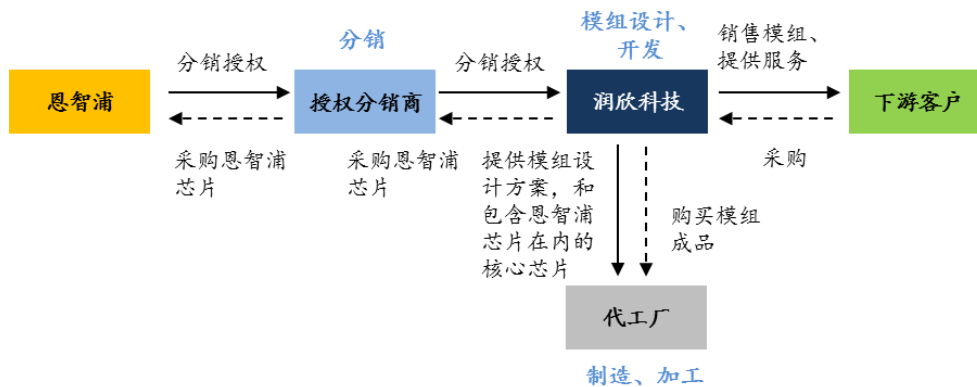 分销
模组设计、
开发
销售模组、
提供服务
分销授权
分销授权
恩智浦
授权分销商
润欣科技
下游客户
采购恩智浦
芯片
采购恩智浦
芯片
提供模组设
计方案，和
包含恩智浦
芯片在内的
核心芯片
购买模组
成品
采购
代工厂
制造、加工